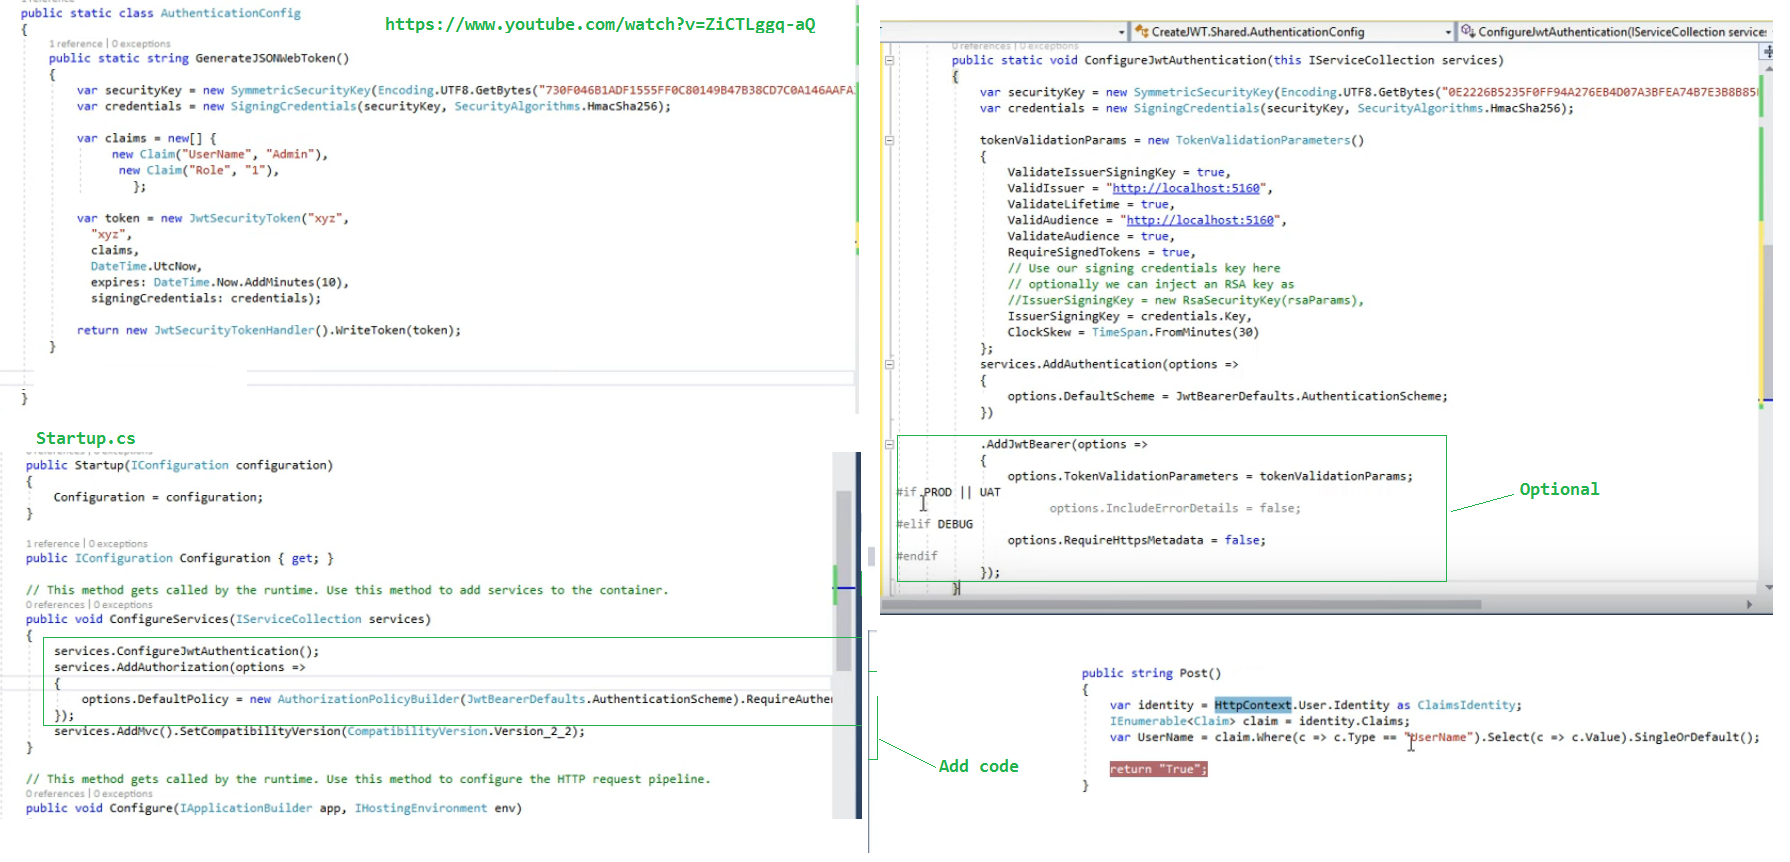 public static class AuthenticationConfig
https://www.youtube.com/watch?v=ZiCTLggq-aQ
{
1 reference | 0 exceptions
public static string GenerateJSONWebToken()
{
var securityKey = new SymmetricSecurityKey(Encoding.UTF8.GetBytes("730F046B1ADF1555FF0C80149B47B38CD7C0A146AAFA
var credentials = new SigningCredentials(securityKey, SecurityAlgorithms.HmacSha256);
var claims = new[] {
new Claim("UserName", "Admin"),
new Claim("Role", "1"),
};
var token = new JwtSecurityToken("xyz",
"xyz",
claims,
DateTime.UtcNow,
expires: DateTime.Now.AddMinutes(10),
signingCredentials: credentials);
return new JwtSecurityTokenHandler().WriteToken(token);
}
}
Startup.cs
0 references | 0 exceptions
public Startup(IConfiguration configuration)
{
Configuration = configuration;
}
1 reference | 0 exceptions
public IConfiguration Configuration { get; }
// This method gets called by the runtime. Use this method to add services to the container.
0 references | 0 exceptions
public void ConfigureServices(IServiceCollection services)
{
services.ConfigureJwtAuthentication();
services.AddAuthorization(options =>
{
options.DefaultPolicy = new AuthorizationPolicyBuilder(JwtBearerDefaults.AuthenticationScheme).RequireAuthe
});
services.AddMvc().SetCompatibilityVersion(CompatibilityVersion.Version_2_2);
}
// This method gets called by the runtime. Use this method to configure the HTTP request pipeline.
0 references | 0 exceptions
public void Configure(IApplicationBuilder app, IHostingEnvironment env)
CreateJWT.Shared.AuthenticationConfig
ConfigureJwtAuthentication(IServiceCollection services
0 references | 0 exceptions
public static void ConfigureJwtAuthentication(this IServiceCollection services)
{
var securityKey = new SymmetricSecurityKey(Encoding.UTF8.GetBytes("0E2226B5235F0FF94A276EB4D07A3BFEA74B7E3B8B85
var credentials = new SigningCredentials(securityKey, SecurityAlgorithms.HmacSha256);
tokenValidationParams = new TokenValidationParameters()
{
ValidateIssuerSigningKey = true,
ValidIssuer = "http://localhost:5160",
ValidateLifetime = true,
ValidAudience = "http://localhost:5160",
ValidateAudience = true,
RequireSignedTokens = true,
// Use our signing credentials key here
// optionally we can inject an RSA key as
//IssuerSigningKey = new RsaSecurityKey(rsaParams),
IssuerSigningKey = credentials.Key,
ClockSkew = TimeSpan.FromMinutes(30)
};
services.AddAuthentication(options =>
{
options.DefaultScheme = JwtBearerDefaults.AuthenticationScheme;
})
.AddJwtBearer(options =>
{
options.TokenValidationParameters = tokenValidationParams;
#if PROD || UAT
options.IncludeErrorDetails = false;
#elif DEBUG
options.RequireHttpsMetadata = false;
#endif
});
}
Optional
Add code
public string Post()
{
var identity = HttpContext.User.Identity as ClaimsIdentity;
IEnumerable<Claim> claim = identity.Claims;
var UserName = claim.Where(c => c.Type == "UserName").Select(c => c.Value).SingleOrDefault();
return "True";
}